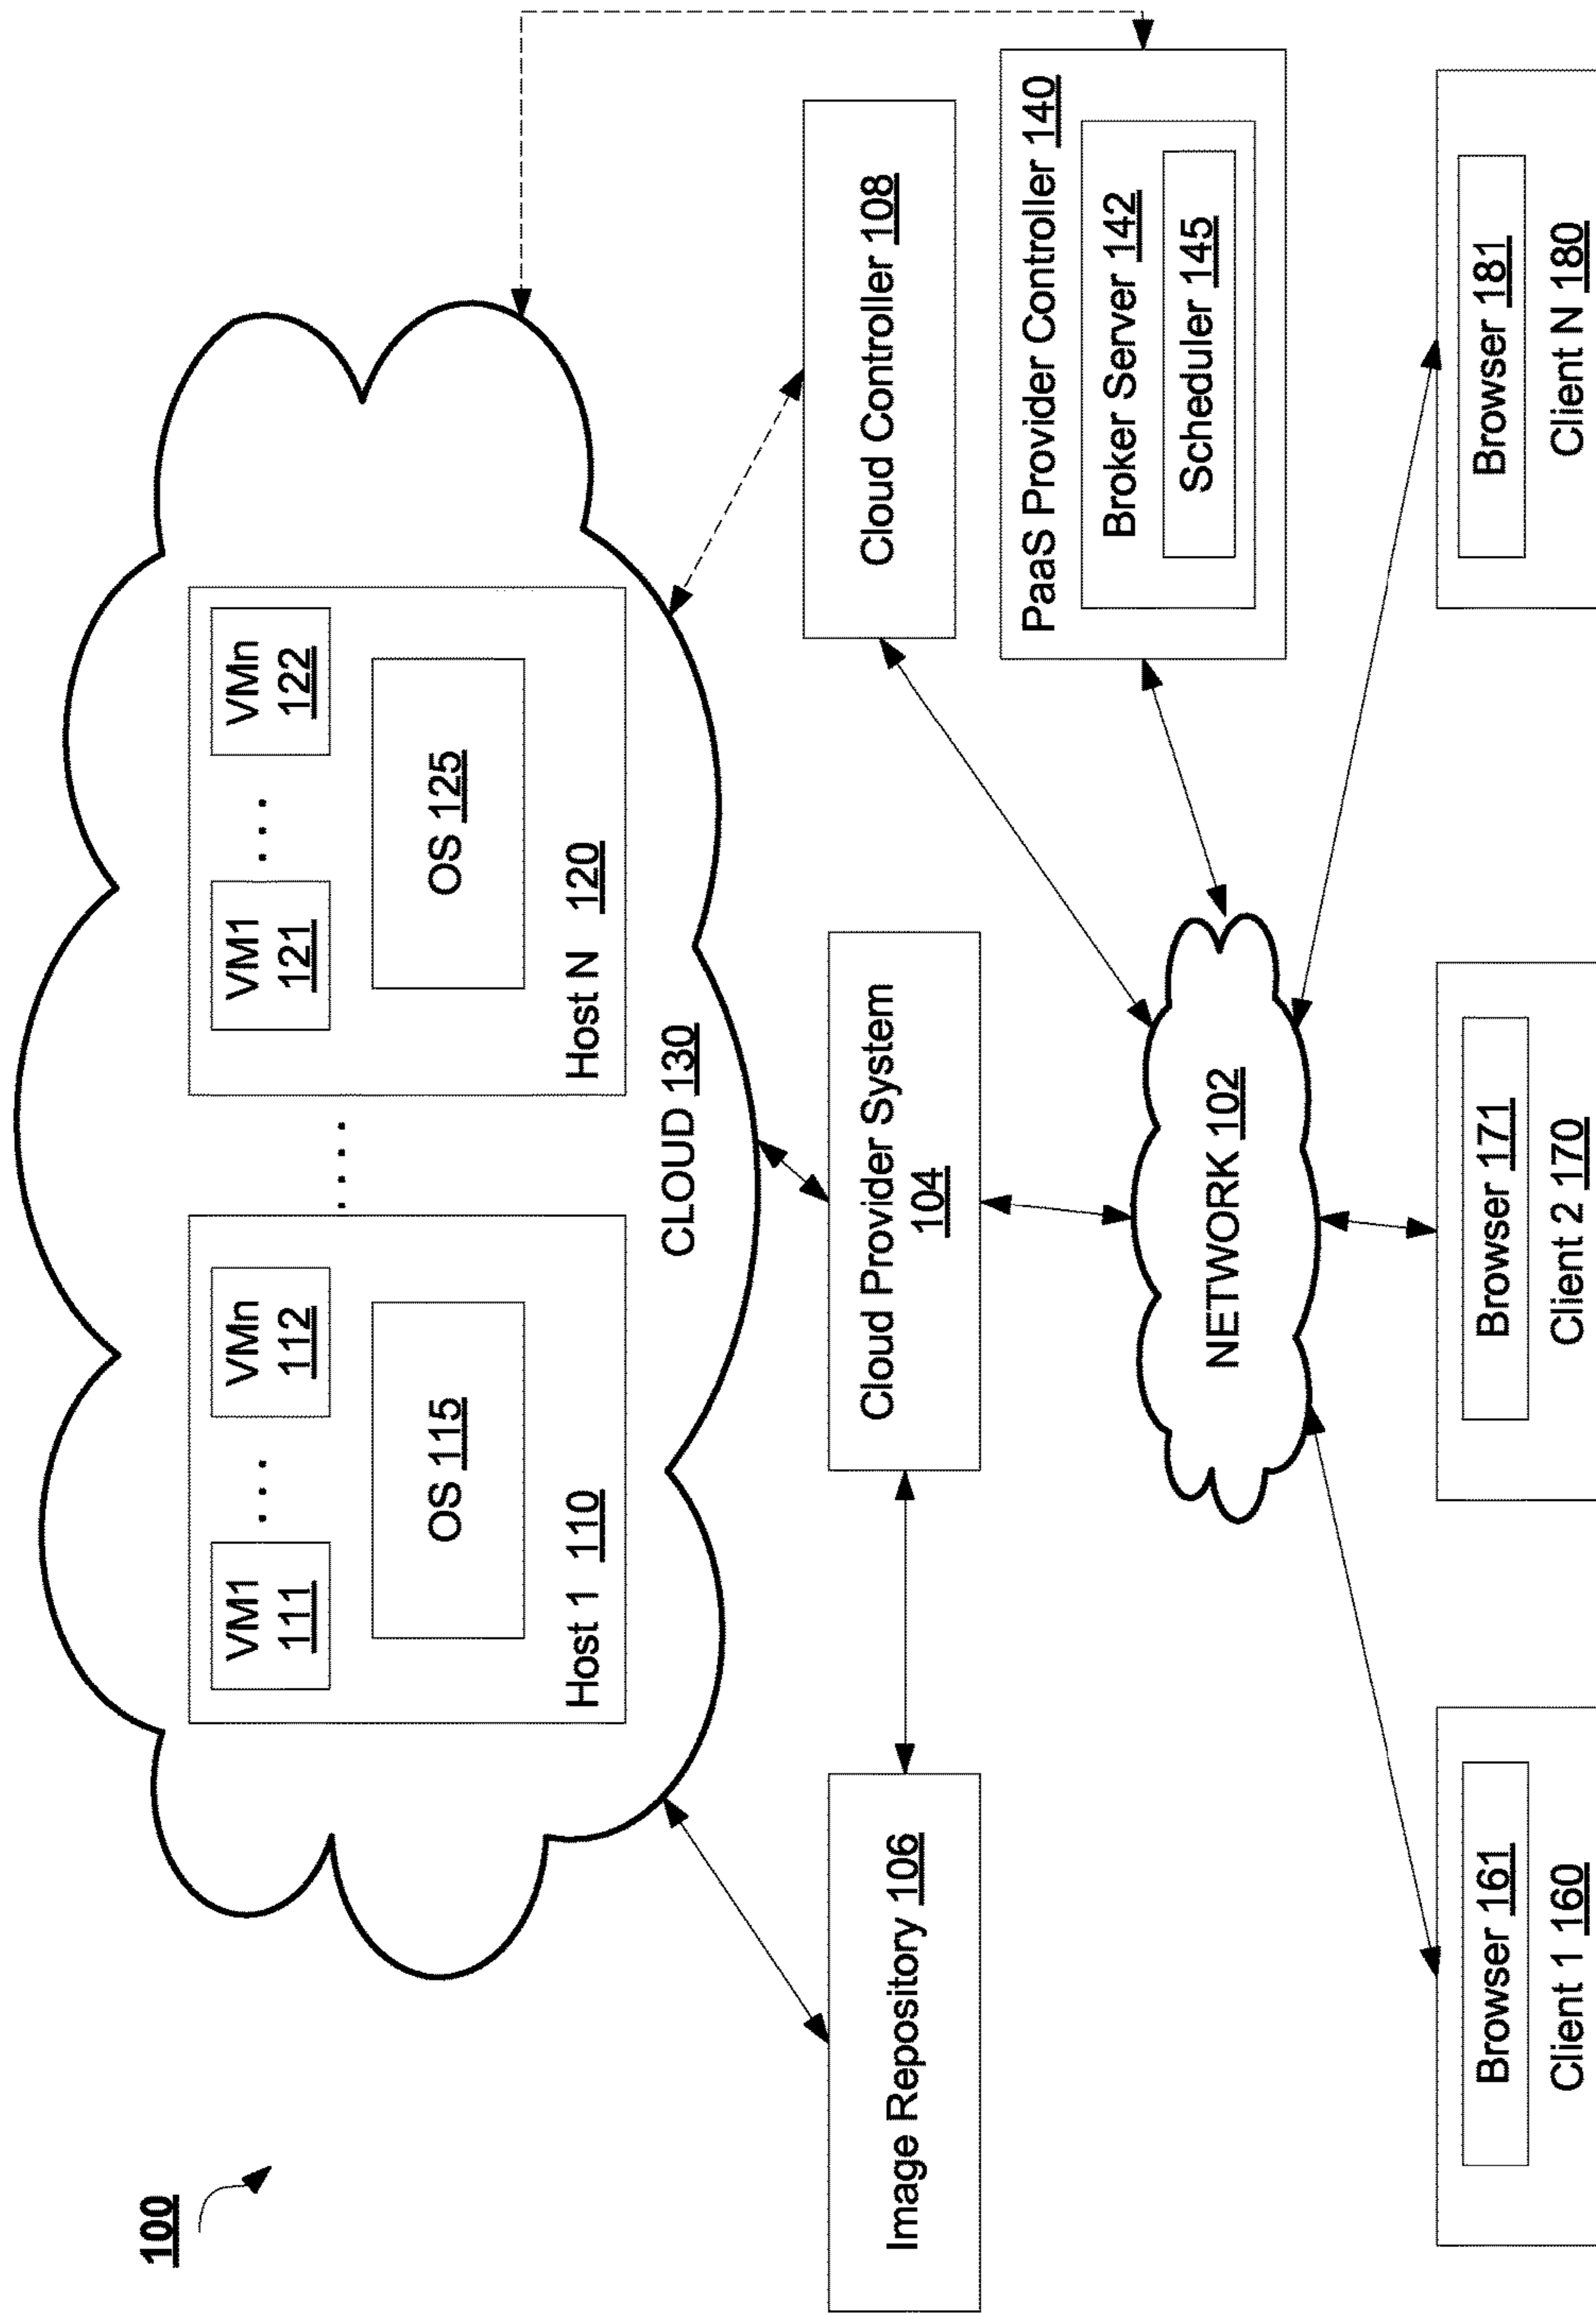 100
VM1
111
. . .
VMn
112
OS 115
Host 1 110
. . . .
VM1
121
. . .
VMn
122
OS 125
Host N 120
CLOUD 130
Image Repository 106
Cloud Provider System
104
Cloud Controller 108
PaaS Provider Controller 140
Broker Server 142
Scheduler 145
NETWORK 102
Browser 161
Client 1 160
Browser 171
Client 2 170
Browser 181
Client N 180